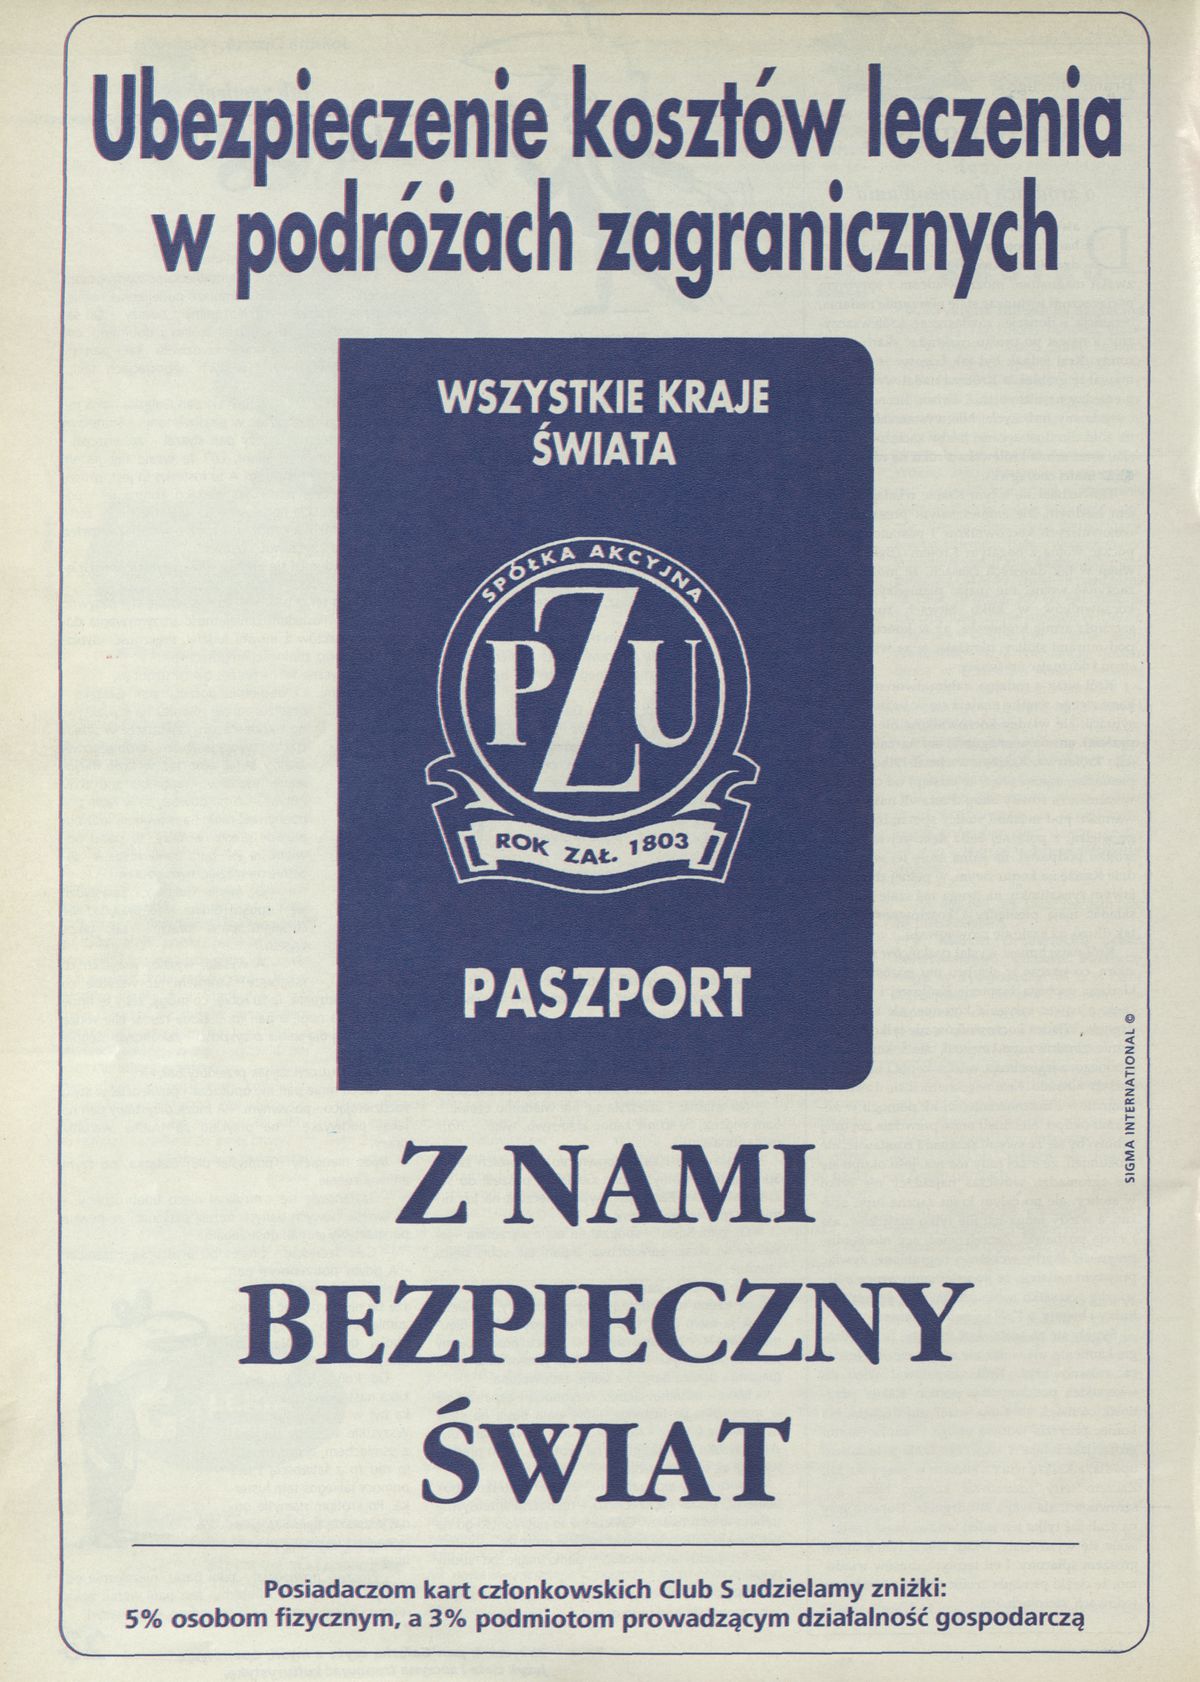 Ubezpieczenie kosztów leczenia
w podróżach zagranicznych
WSZYSTKIE KRAJE
ŚWIATA
SPÓŁKA AKCYJNA
PZU
ROK ZAŁ. 1803
PASZPORT
SIGMA INTERNATIONAL ©
Z NAMI
BEZPIECZNY
ŚWIAT
Posiadaczom kart członkowskich Club S udzielamy zniżki:
5% osobom fizycznym, a 3% podmiotom prowadzącym działalność gospodarczą